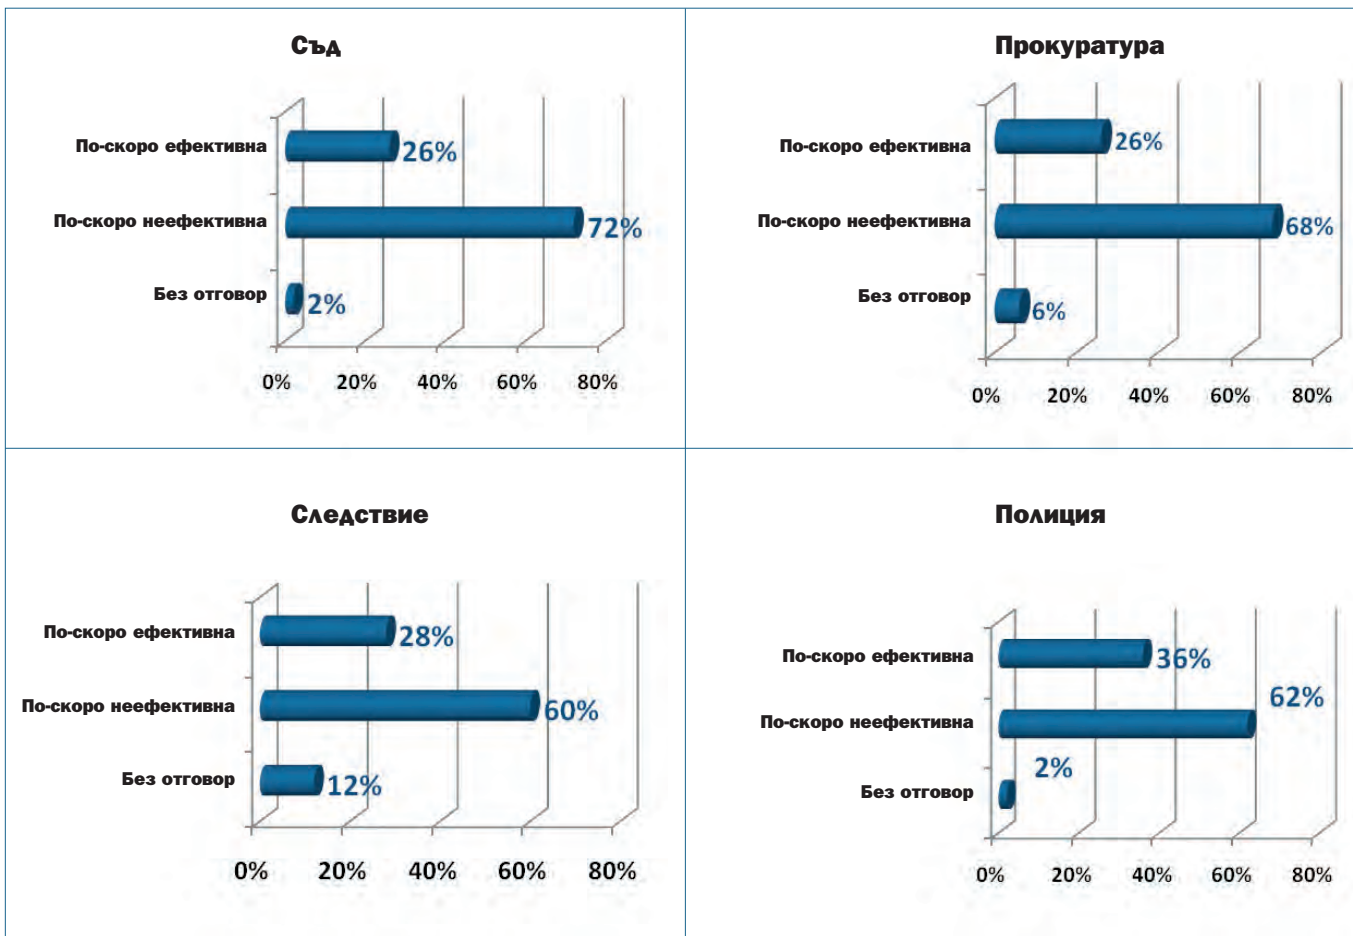 Съд
По-скоро ефективна
26%
По-скоро неефективна
72%
Без отговор
2%
0% 20% 40% 60% 80%
Прокуратура
По-скоро ефективна
26%
По-скоро неефективна
68%
Без отговор
6%
0% 20% 40% 60% 80%
Следствие
По-скоро ефективна
28%
По-скоро неефективна
60%
Без отговор
12%
0% 20% 40% 60% 80%
Полиция
По-скоро ефективна
36%
По-скоро неефективна
62%
Без отговор
2%
0% 20% 40% 60% 80%